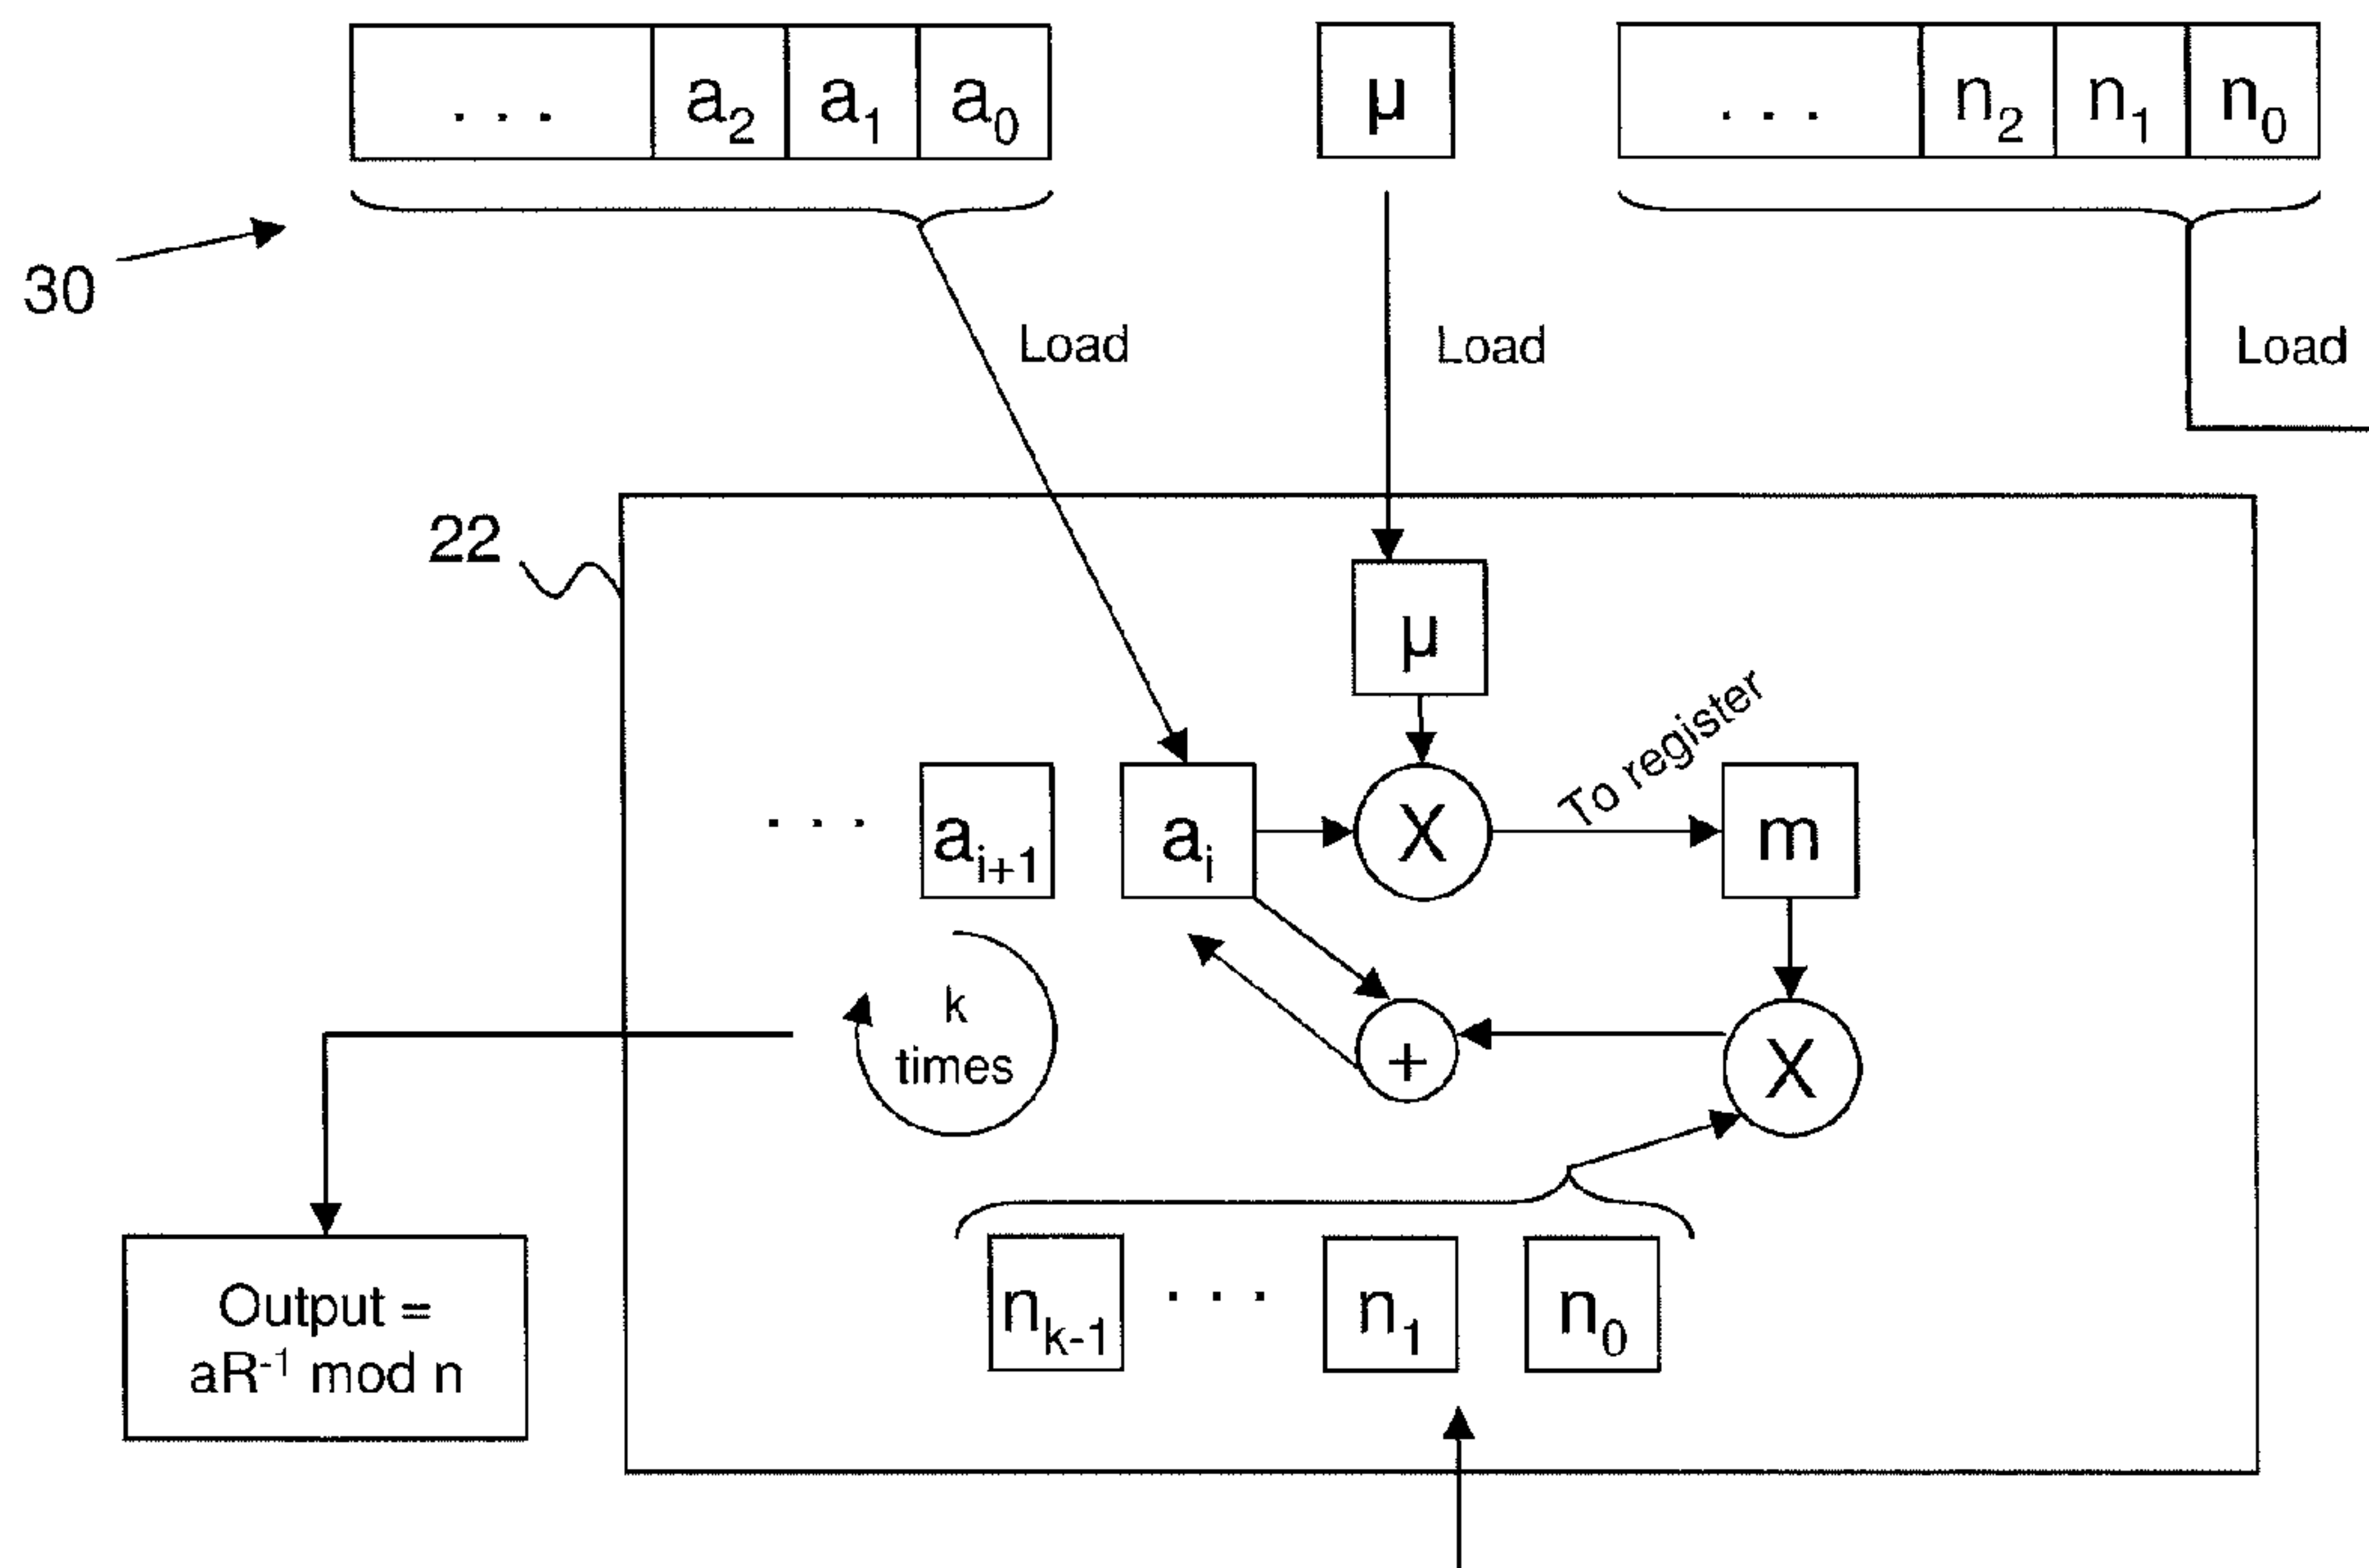 . . . a₂ a₁ a₀
µ
. . . n₂ n₁ n₀
30
Load
Load
Load
22
µ
To register
. . . aᵢ₊₁ aᵢ X m
k
times
+
X
Output =
aR⁻¹ mod n
nₖ₋₁ . . . n₁ n₀